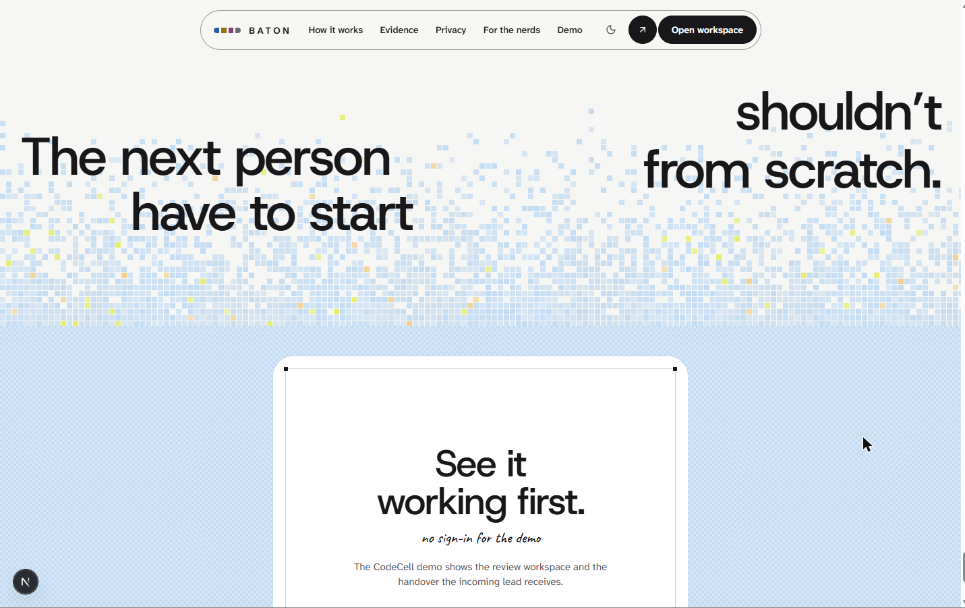 BATON How it works Evidence Privacy For the nerds Demo Open workspace
The next person
have to start
shouldn’t
from scratch.
See it
working first.
no sign-in for the demo
The CodeCell demo shows the review workspace and the
handover the incoming lead receives.
N